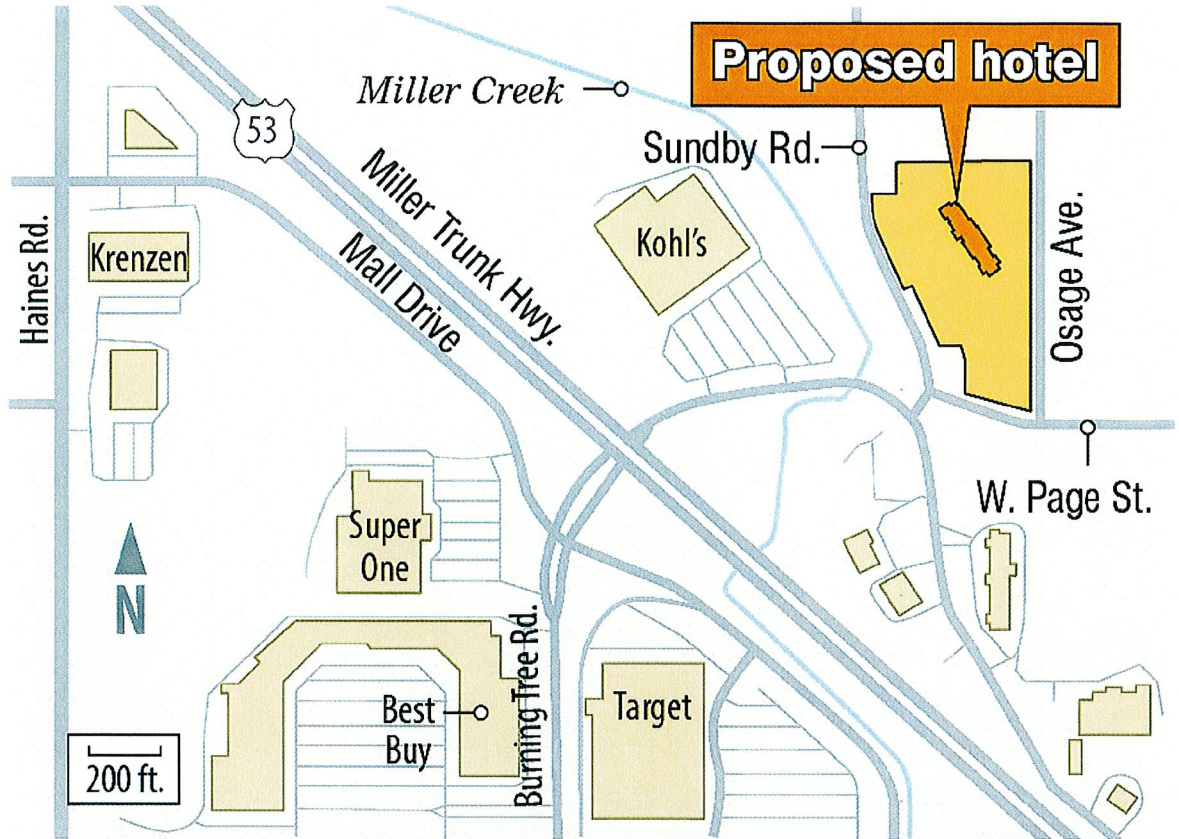 Proposed hotel
Miller Creek
53
Sundby Rd.
Miller Trunk Hwy.
Mall Drive
Haines Rd.
Krenzen
Kohl's
Osage Ave.
W. Page St.
Super
One
N
Burning Tree Rd.
Best
Buy
Target
200 ft.